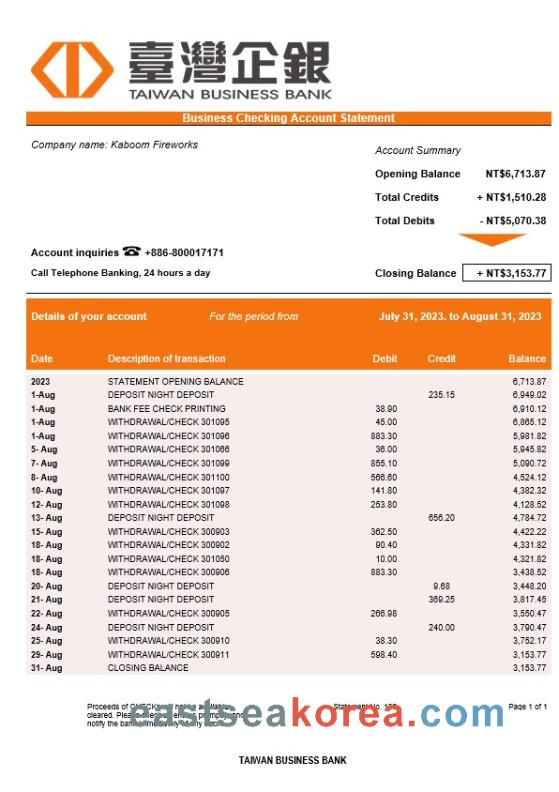 臺灣企銀
TAIWAN BUSINESS BANK
Business Checking Account Statement
Company name: Kaboom Fireworks
Account Summary
Opening Balance NT$6,713.87
Total Credits + NT$1,510.28
Total Debits - NT$5,070.38
Account inquiries ☎ +886-800017171
Call Telephone Banking, 24 hours a day
Closing Balance + NT$3,153.77
Details of your account For the period from July 31, 2023. to August 31, 2023
Date Description of transaction Debit Credit Balance
2023 STATEMENT OPENING BALANCE 6,713.87
1-Aug DEPOSIT NIGHT DEPOSIT 235.15 6,949.02
1-Aug BANK FEE CHECK PRINTING 38.90 6,910.12
1-Aug WITHDRAWAL/CHECK 301095 45.00 6,865.12
1-Aug WITHDRAWAL/CHECK 301096 883.30 5,981.82
5- Aug WITHDRAWAL/CHECK 301066 36.00 5,945.82
7- Aug WITHDRAWAL/CHECK 301099 855.10 5,090.72
8- Aug WITHDRAWAL/CHECK 301100 566.60 4,524.12
10- Aug WITHDRAWAL/CHECK 301097 141.80 4,382.32
12- Aug WITHDRAWAL/CHECK 301098 253.80 4,128.52
13- Aug DEPOSIT NIGHT DEPOSIT 656.20 4,784.72
15- Aug WITHDRAWAL/CHECK 300903 362.50 4,422.22
18- Aug WITHDRAWAL/CHECK 300902 90.40 4,331.82
18- Aug WITHDRAWAL/CHECK 301050 10.00 4,321.82
18- Aug WITHDRAWAL/CHECK 300906 883.30 3,438.52
20- Aug DEPOSIT NIGHT DEPOSIT 9.68 3,448.20
21- Aug DEPOSIT NIGHT DEPOSIT 369.25 3,817.45
22- Aug WITHDRAWAL/CHECK 300905 266.98 3,550.47
24- Aug DEPOSIT NIGHT DEPOSIT 240.00 3,790.47
25- Aug WITHDRAWAL/CHECK 300910 38.30 3,752.17
29- Aug WITHDRAWAL/CHECK 300911 598.40 3,153.77
31- Aug CLOSING BALANCE 3,153.77
Proceeds of Page 1 of 1
cleared.
notify the
eastseakorea.com
TAIWAN BUSINESS BANK